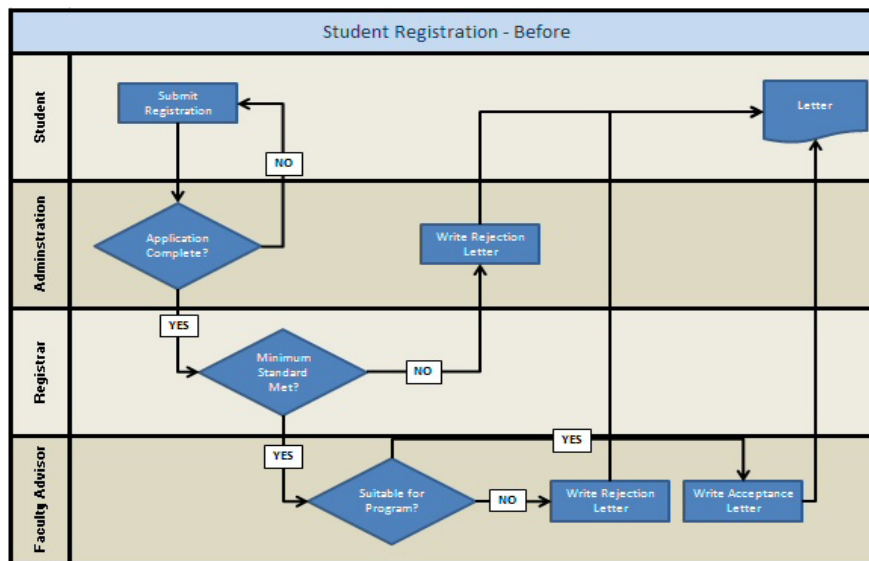 Student Registration - Before
Student
Submit
Registration
Letter
NO
Adminstration
Application
Complete?
Write Rejection
Letter
YES
Registrar
Minimum
Standard
Met?
NO
YES
YES
Faculty Advisor
Suitable for
Program?
NO
Write Rejection
Letter
Write Acceptance
Letter